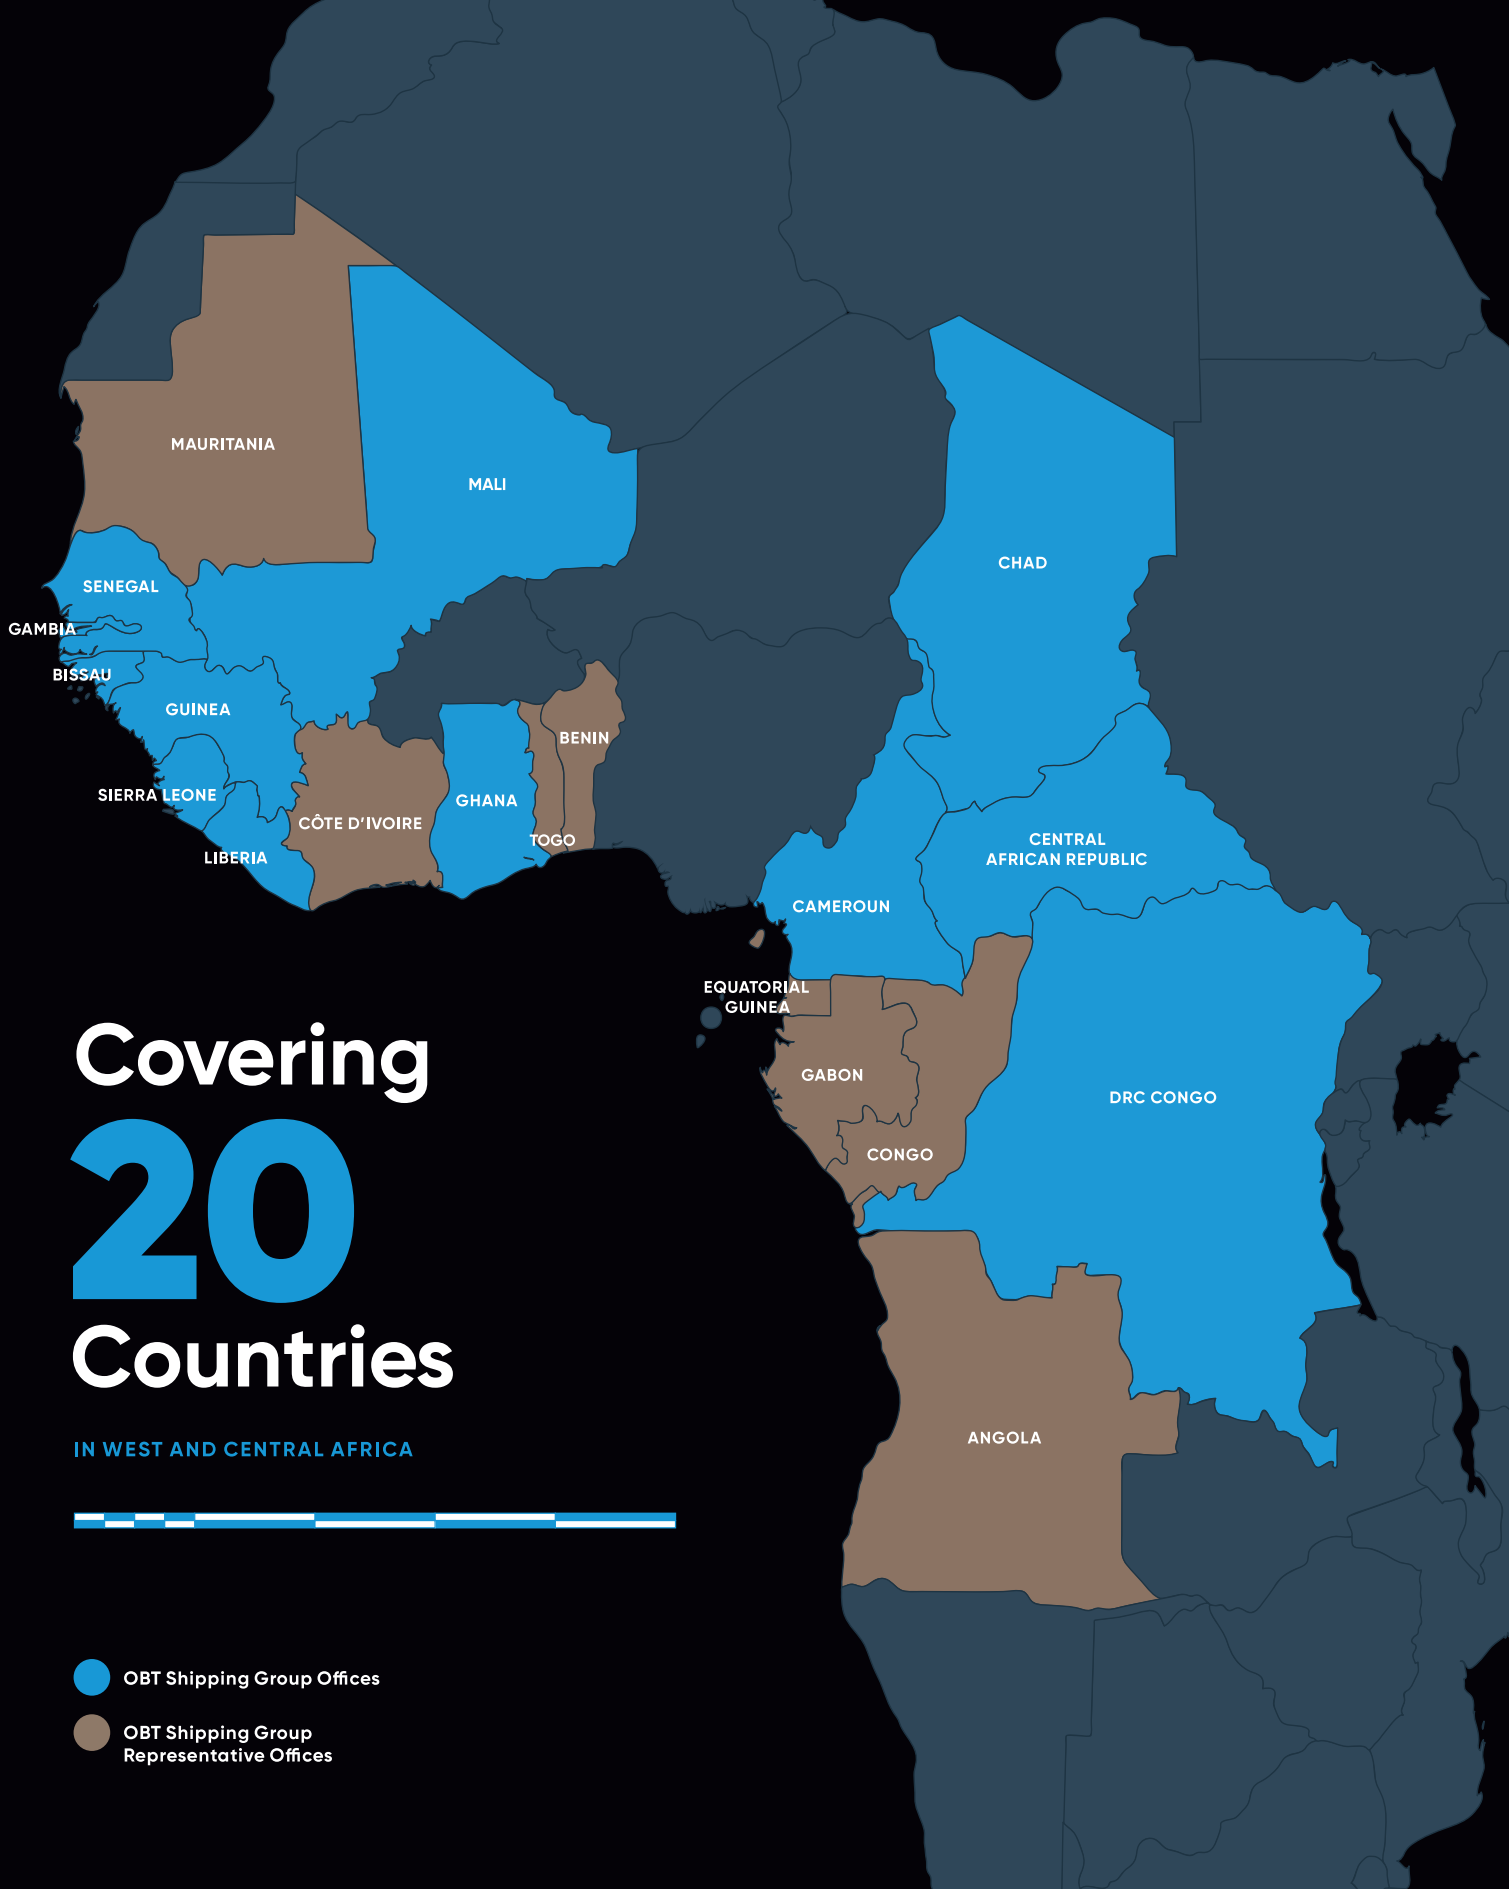 MAURITANIA
MALI
CHAD
SENEGAL
GAMBIA
BISSAU
GUINEA
BENIN
SIERRA LEONE
GHANA
CÔTE D'IVOIRE
TOGO
LIBERIA
CENTRAL
AFRICAN REPUBLIC
CAMEROUN
EQUATORIAL
GUINEA
GABON
DRC CONGO
CONGO
ANGOLA
Covering
20
Countries
IN WEST AND CENTRAL AFRICA
OBT Shipping Group Offices
OBT Shipping Group
Representative Offices